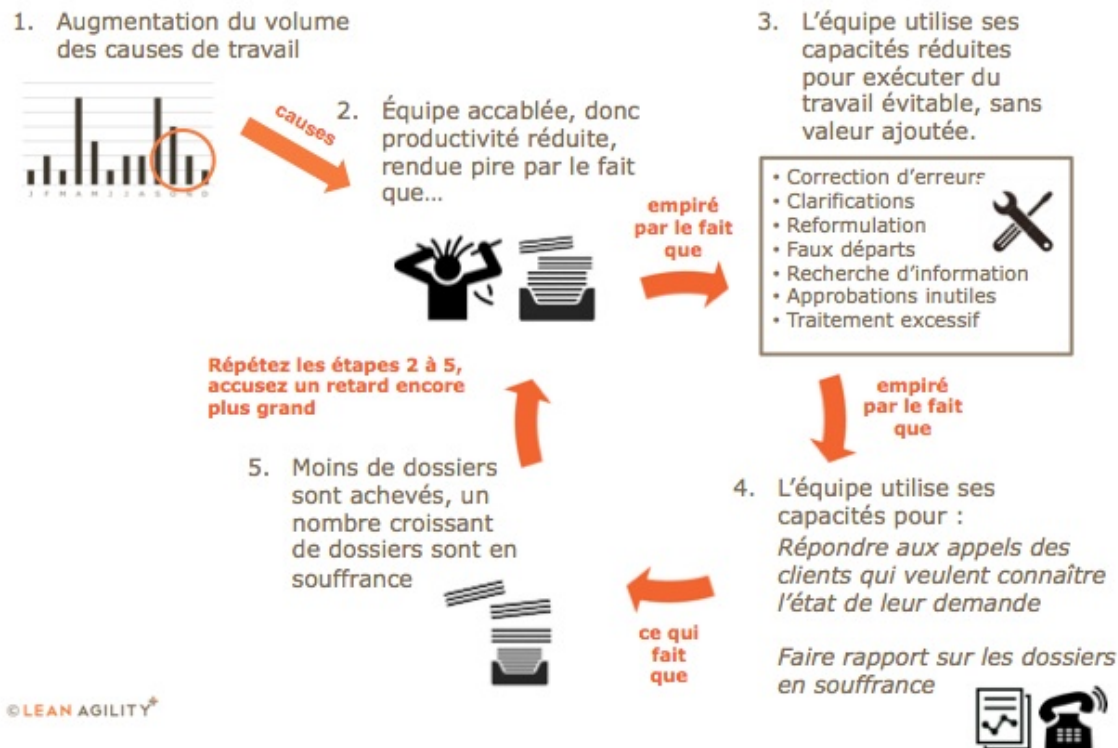 1. Augmentation du volume
des causes de travail
J F M A M J J A S O N D
causes
2. Équipe accablée, donc
productivité réduite,
rendue pire par le fait
que...
empiré
par le fait
que
3. L'équipe utilise ses
capacités réduites
pour exécuter du
travail évitable, sans
valeur ajoutée.
• Correction d'erreurs
• Clarifications
• Reformulation
• Faux départs
• Recherche d'information
• Approbations inutiles
• Traitement excessif
empiré
par le fait
que
4. L'équipe utilise ses
capacités pour :
Répondre aux appels des
clients qui veulent connaître
l'état de leur demande
Faire rapport sur les dossiers
en souffrance
ce qui
fait
que
5. Moins de dossiers
sont achevés, un
nombre croissant
de dossiers sont en
souffrance
Répétez les étapes 2 à 5,
accusez un retard encore
plus grand
©LEAN AGILITY+